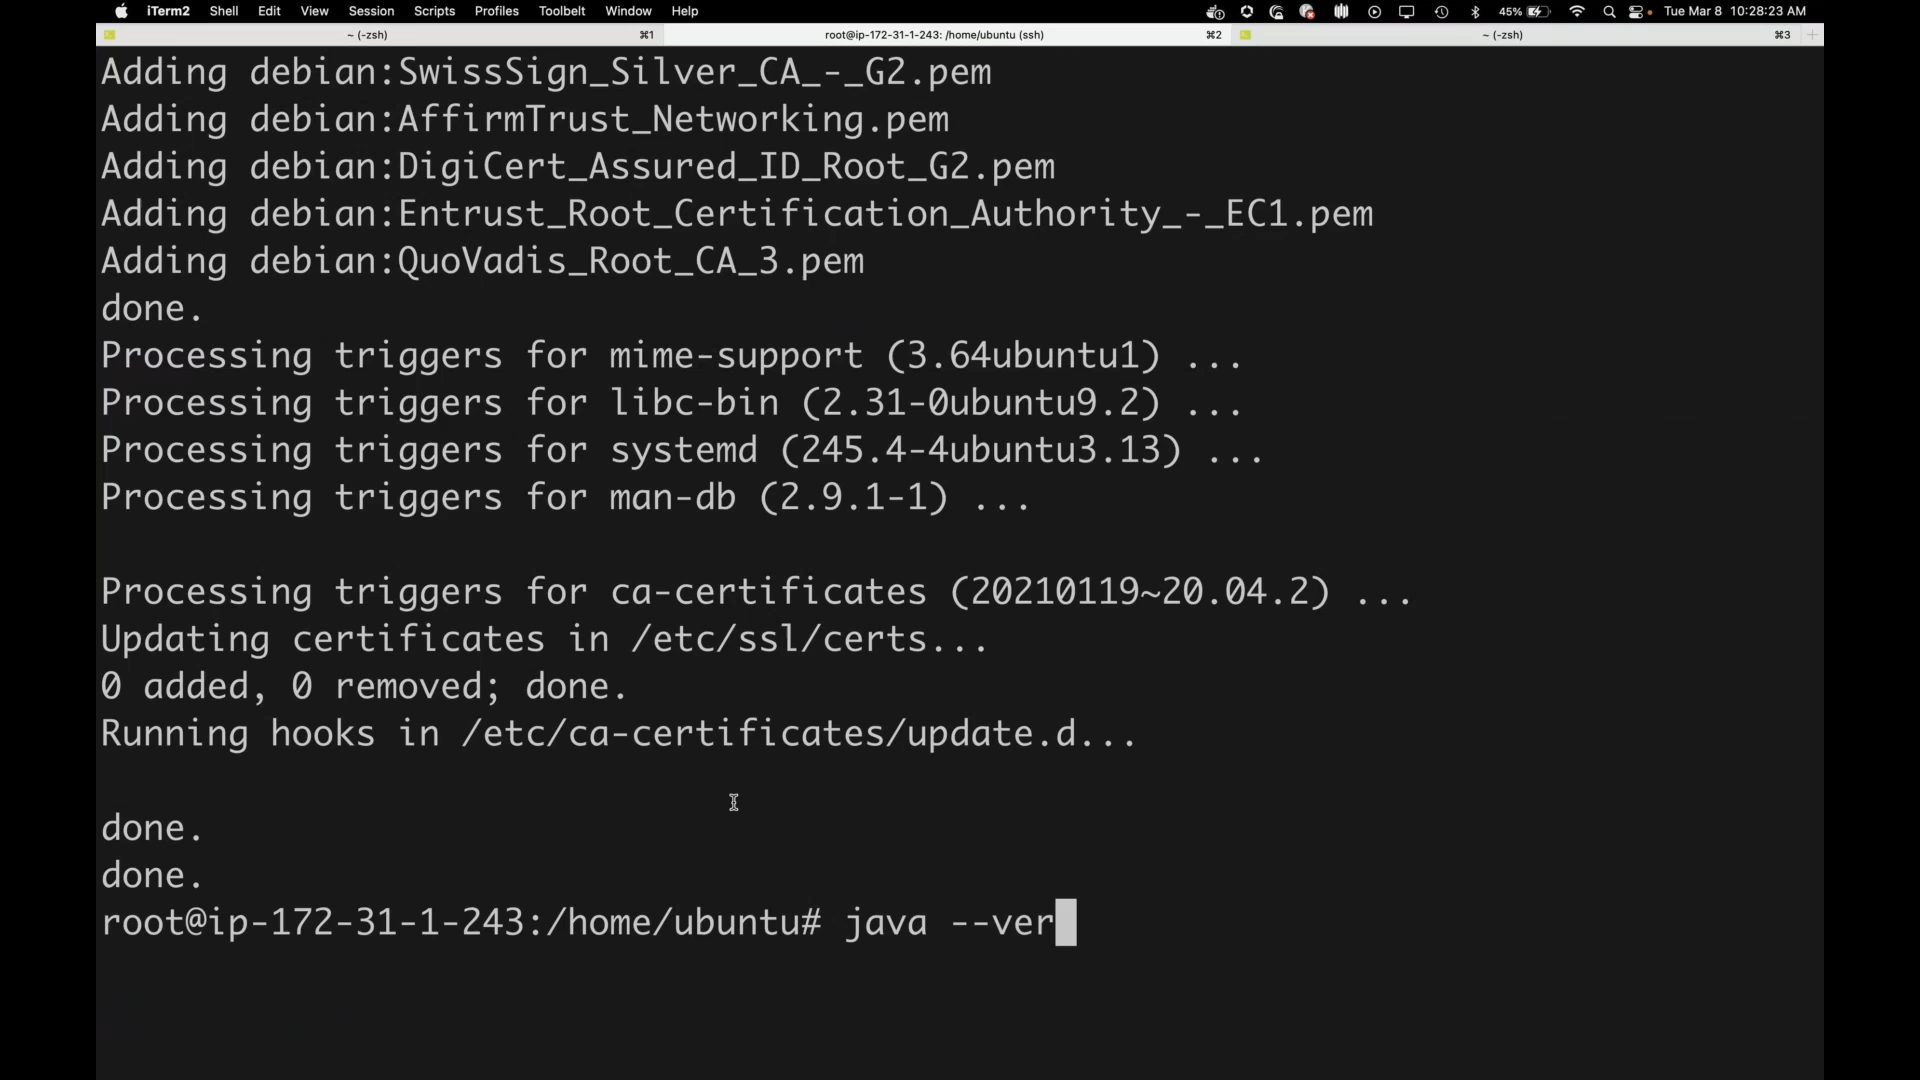 iTerm2 Shell Edit View Session Scripts Profiles Toolbelt Window Help 45% Tue Mar 8 10:28:23 AM
~ (-zsh) ⌘1 root@ip-172-31-1-243: /home/ubuntu (ssh) ⌘2 ~ (-zsh) ⌘3
Adding debian:SwissSign_Silver_CA_-_G2.pem
Adding debian:AffirmTrust_Networking.pem
Adding debian:DigiCert_Assured_ID_Root_G2.pem
Adding debian:Entrust_Root_Certification_Authority_-_EC1.pem
Adding debian:QuoVadis_Root_CA_3.pem
done.
Processing triggers for mime-support (3.64ubuntu1) ...
Processing triggers for libc-bin (2.31-0ubuntu9.2) ...
Processing triggers for systemd (245.4-4ubuntu3.13) ...
Processing triggers for man-db (2.9.1-1) ...
Processing triggers for ca-certificates (20210119~20.04.2) ...
Updating certificates in /etc/ssl/certs...
0 added, 0 removed; done.
Running hooks in /etc/ca-certificates/update.d...
done.
done.
root@ip-172-31-1-243:/home/ubuntu# java --ver